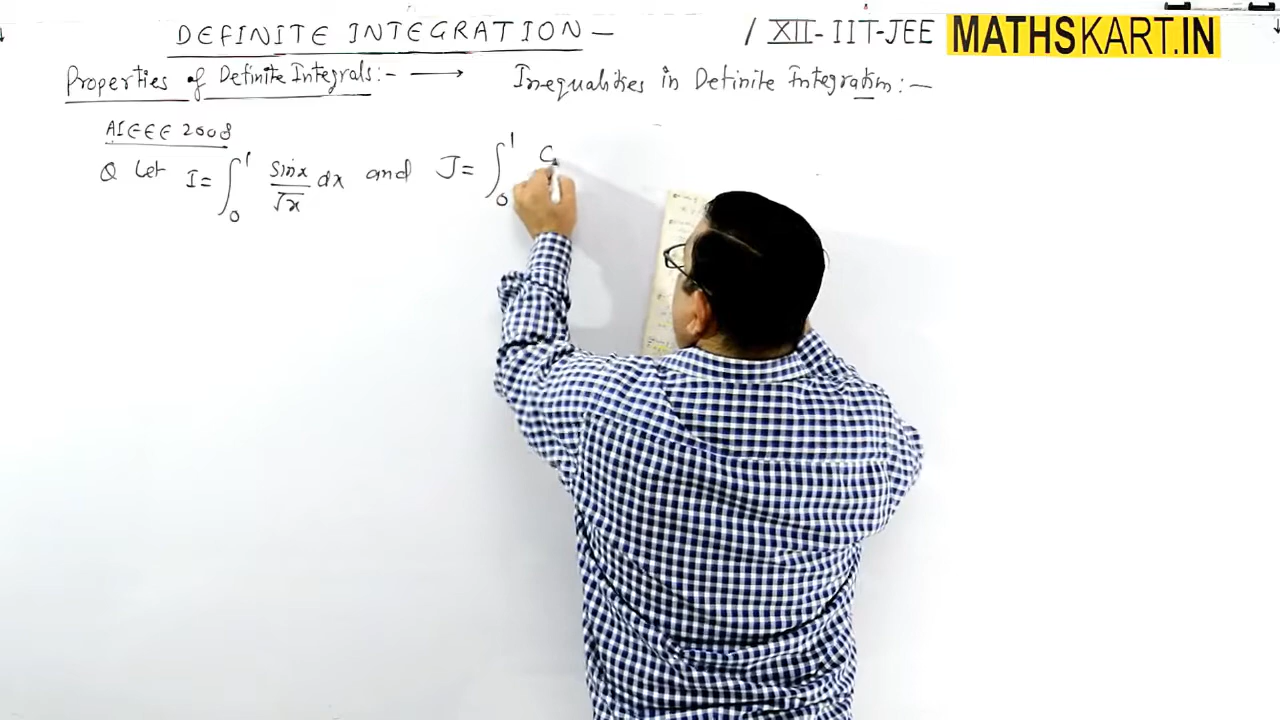 DEFINITE INTEGRATION — / XII - IIT-JEE MATHSKART.IN
Properties of Definite Integrals:- ⟶ Inequalities in Definite Integration:-
AIEEE 2008
Q Let I = ∫₀¹ sinx/√x dx and J = ∫₀¹ C